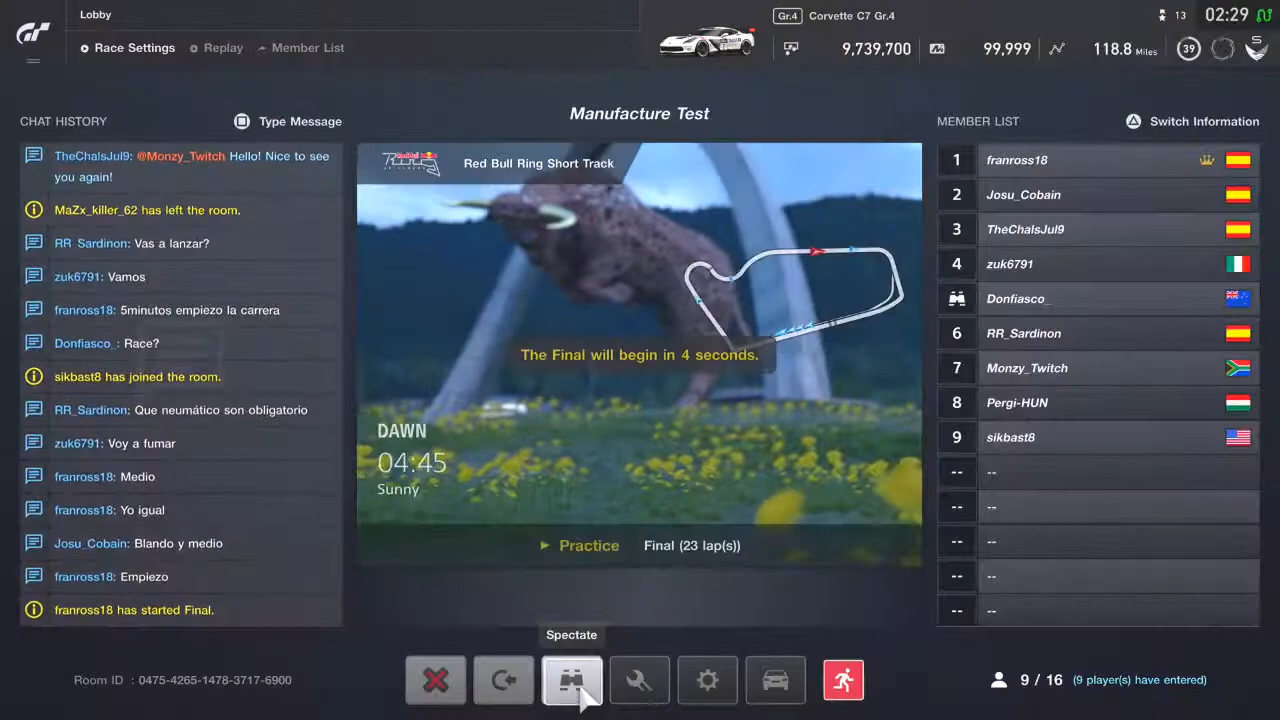 Lobby
Gr.4 Corvette C7 Gr.4
13 02:29
Race Settings Replay Member List
9,739,700 99,999 118.8 Miles 39 S
CHAT HISTORY Type Message
Manufacture Test
MEMBER LIST Switch Information
Red Bull Ring Short Track
TheChalsJul9: @Monzy_Twitch Hello! Nice to see
you again!
MaZx_killer_62 has left the room.
RR_Sardinon: Vas a lanzar?
zuk6791: Vamos
franross18: 5minutos empiezo la carrera
Donfiasco_: Race?
sikbast8 has joined the room.
RR_Sardinon: Que neumático son obligatorio
zuk6791: Voy a fumar
franross18: Medio
franross18: Yo igual
Josu_Cobain: Blando y medio
franross18: Empiezo
franross18 has started Final.
The Final will begin in 4 seconds.
DAWN
04:45
Sunny
Practice Final (23 lap(s))
1 franross18
2 Josu_Cobain
3 TheChalsJul9
4 zuk6791
Donfiasco_
6 RR_Sardinon
7 Monzy_Twitch
8 Pergi-HUN
9 sikbast8
-- --
-- --
-- --
-- --
-- --
Spectate
Room ID : 0475-4265-1478-3717-6900
9 / 16 (9 player(s) have entered)